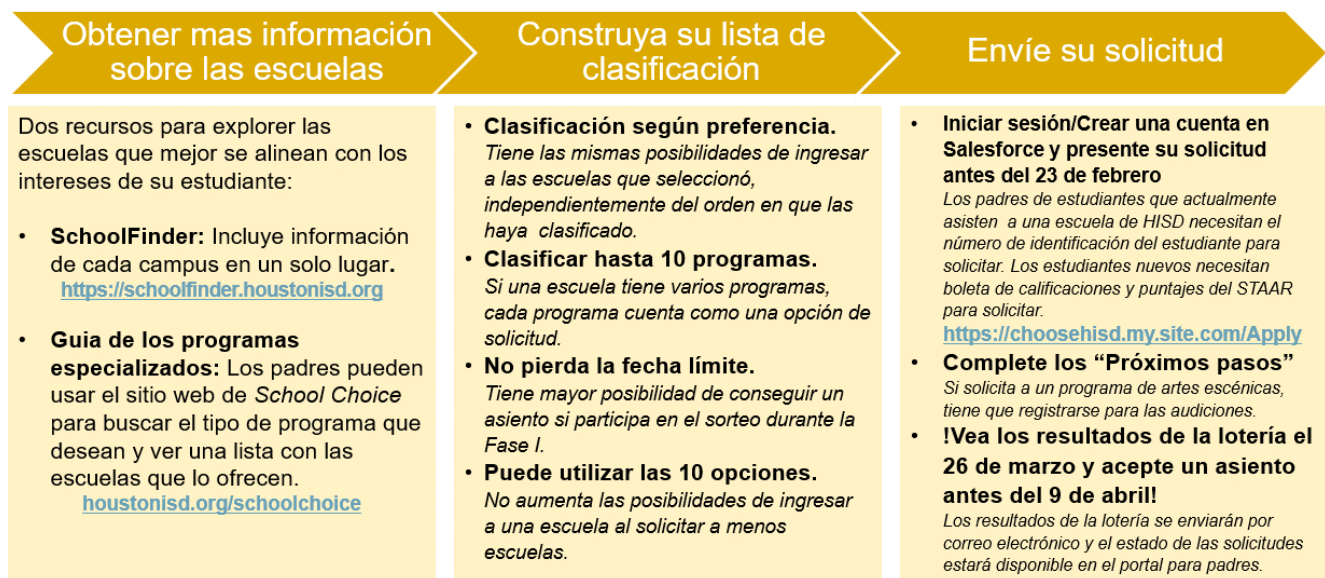 Obtener mas información
sobre las escuelas
Construya su lista de
clasificación
Envíe su solicitud
Dos recursos para explorar las
escuelas que mejor se alinean con los
intereses de su estudiante:
• SchoolFinder: Incluye información
de cada campus en un solo lugar.
https://schoolfinder.houstonisd.org
• Guia de los programas
especializados: Los padres pueden
usar el sitio web de School Choice
para buscar el tipo de programa que
desean y ver una lista con las
escuelas que lo ofrecen.
houstonisd.org/schoolchoice
• Clasificación según preferencia.
Tiene las mismas posibilidades de ingresar
a las escuelas que seleccionó,
independientemente del orden en que las
haya clasificado.
• Clasificar hasta 10 programas.
Si una escuela tiene varios programas,
cada programa cuenta como una opción de
solicitud.
• No pierda la fecha límite.
Tiene mayor posibilidad de conseguir un
asiento si participa en el sorteo durante la
Fase I.
• Puede utilizar las 10 opciones.
No aumenta las posibilidades de ingresar
a una escuela al solicitar a menos
escuelas.
• Iniciar sesión/Crear una cuenta en
Salesforce y presente su solicitud
antes del 23 de febrero
Los padres de estudiantes que actualmente
asisten a una escuela de HISD necesitan el
número de identificación del estudiante para
solicitar. Los estudiantes nuevos necesitan
boleta de calificaciones y puntajes del STAAR
para solicitar.
https://choosehisd.my.site.com/Apply
• Complete los “Próximos pasos”
Si solicita a un programa de artes escénicas,
tiene que registrarse para las audiciones.
• !Vea los resultados de la lotería el
26 de marzo y acepte un asiento
antes del 9 de abril!
Los resultados de la lotería se enviarán por
correo electrónico y el estado de las solicitudes
estará disponible en el portal para padres.